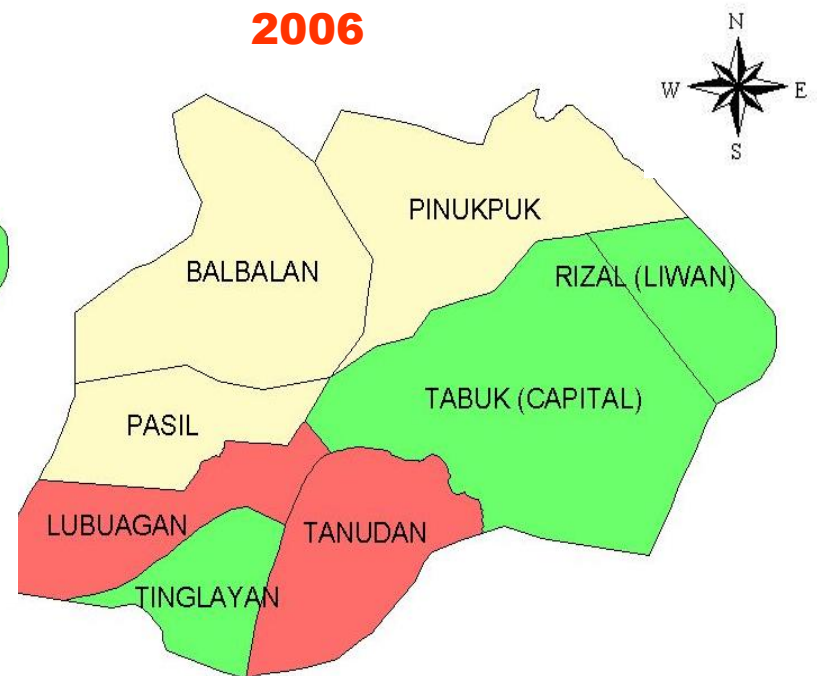 2006
N
W
E
S
PINUKPUK
BALBALAN
RIZAL (LIWAN)
TABUK (CAPITAL)
PASIL
LUBUAGAN
TANUDAN
TINGLAYAN